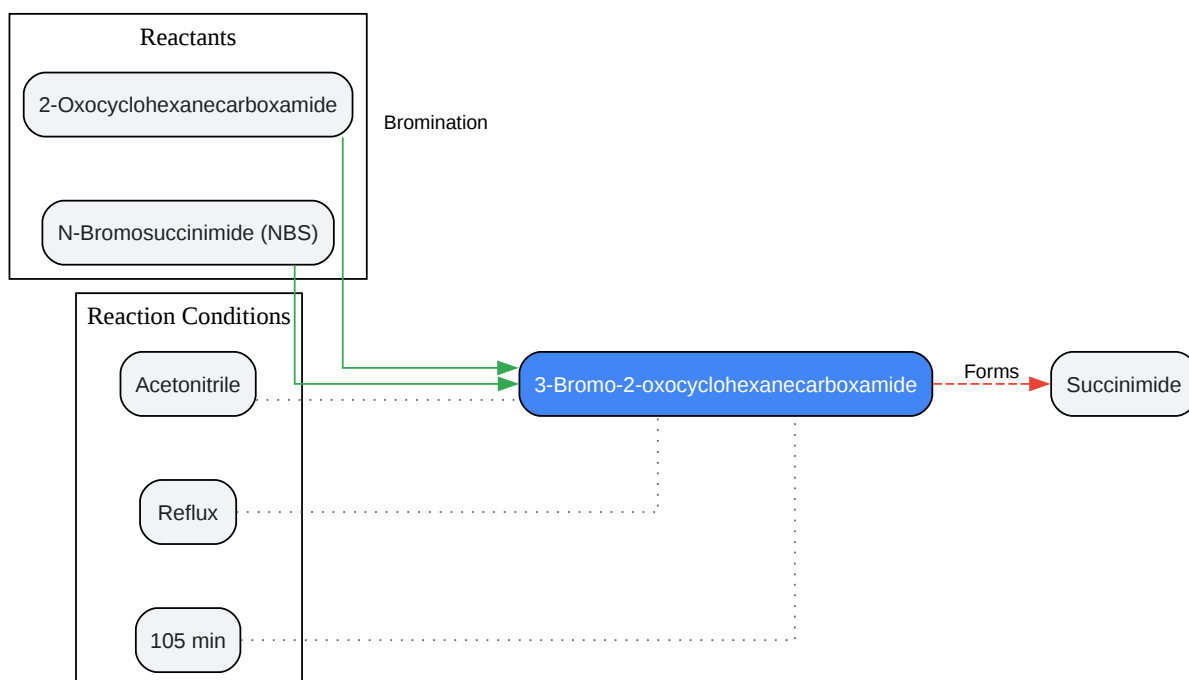 Reactants
2-Oxocyclohexanecarboxamide
Bromination
N-Bromosuccinimide (NBS)
Reaction Conditions
Acetonitrile
3-Bromo-2-oxocyclohexanecarboxamide
Forms
Succinimide
Reflux
105 min